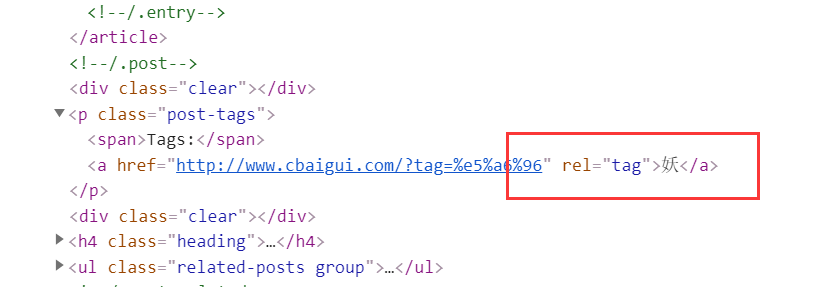 <!--/.entry-->
</article>
<!--/.post-->
<div class="clear"></div>
<p class="post-tags">
<span>Tags:</span>
<a href="http://www.cbaigui.com/?tag=%e5%a6%96" rel="tag">妖</a>
</p>
<div class="clear"></div>
<h4 class="heading">…</h4>
<ul class="related-posts group">…</ul>